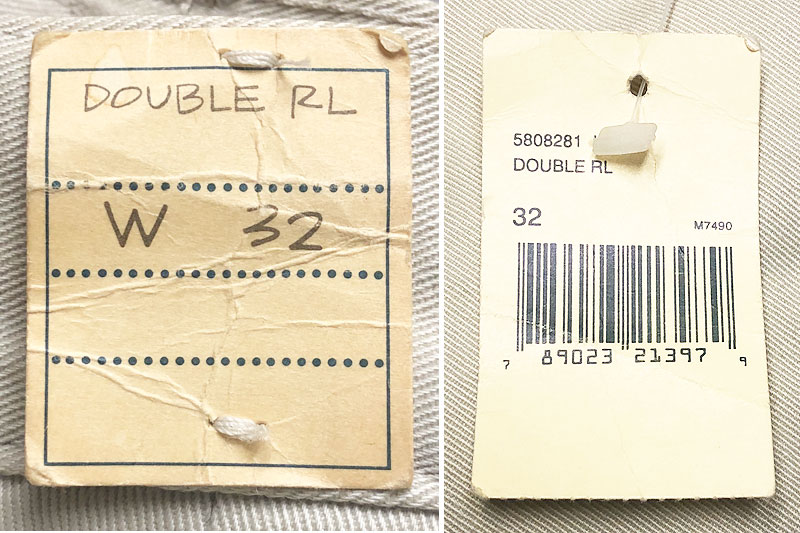 DOUBLE RL
W 32
5808281
DOUBLE RL
32
M7490
7 89023 21397 9